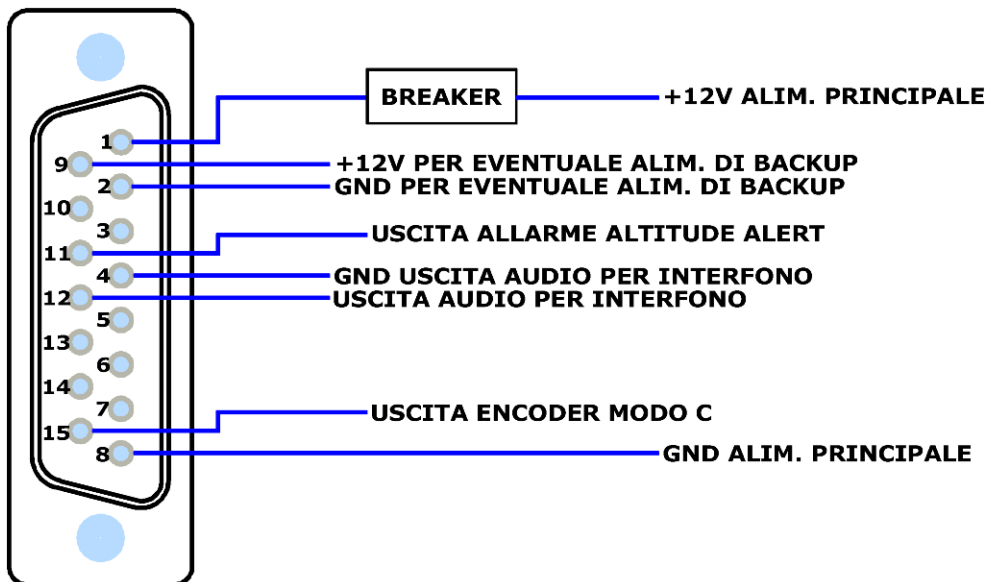 BREAKER
+12V ALIM. PRINCIPALE
1
9
+12V PER EVENTUALE ALIM. DI BACKUP
2
GND PER EVENTUALE ALIM. DI BACKUP
10
3
USCITA ALLARME ALTITUDE ALERT
11
4
GND USCITA AUDIO PER INTERFONO
12
USCITA AUDIO PER INTERFONO
5
13
6
14
7
USCITA ENCODER MODO C
15
8
GND ALIM. PRINCIPALE